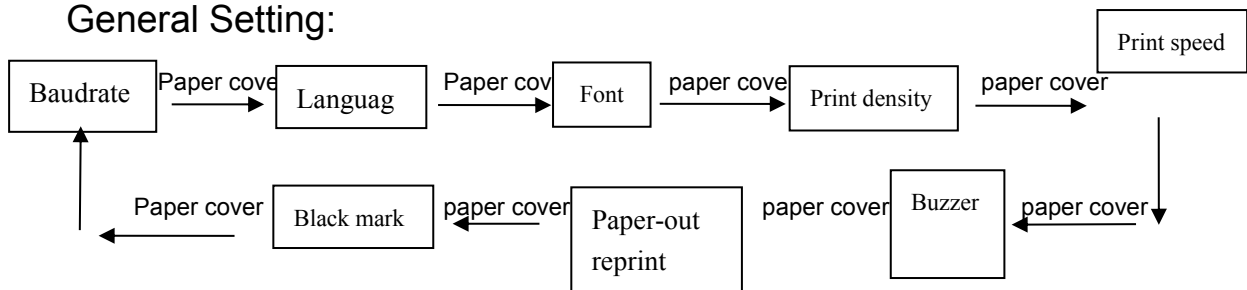 General Setting:
Print speed
Baudrate
Paper cove
Languag
Paper cov
Font
paper cove
Print density
paper cover
Paper cover
Black mark
paper cover
Paper-out
reprint
paper cover
Buzzer
paper cover